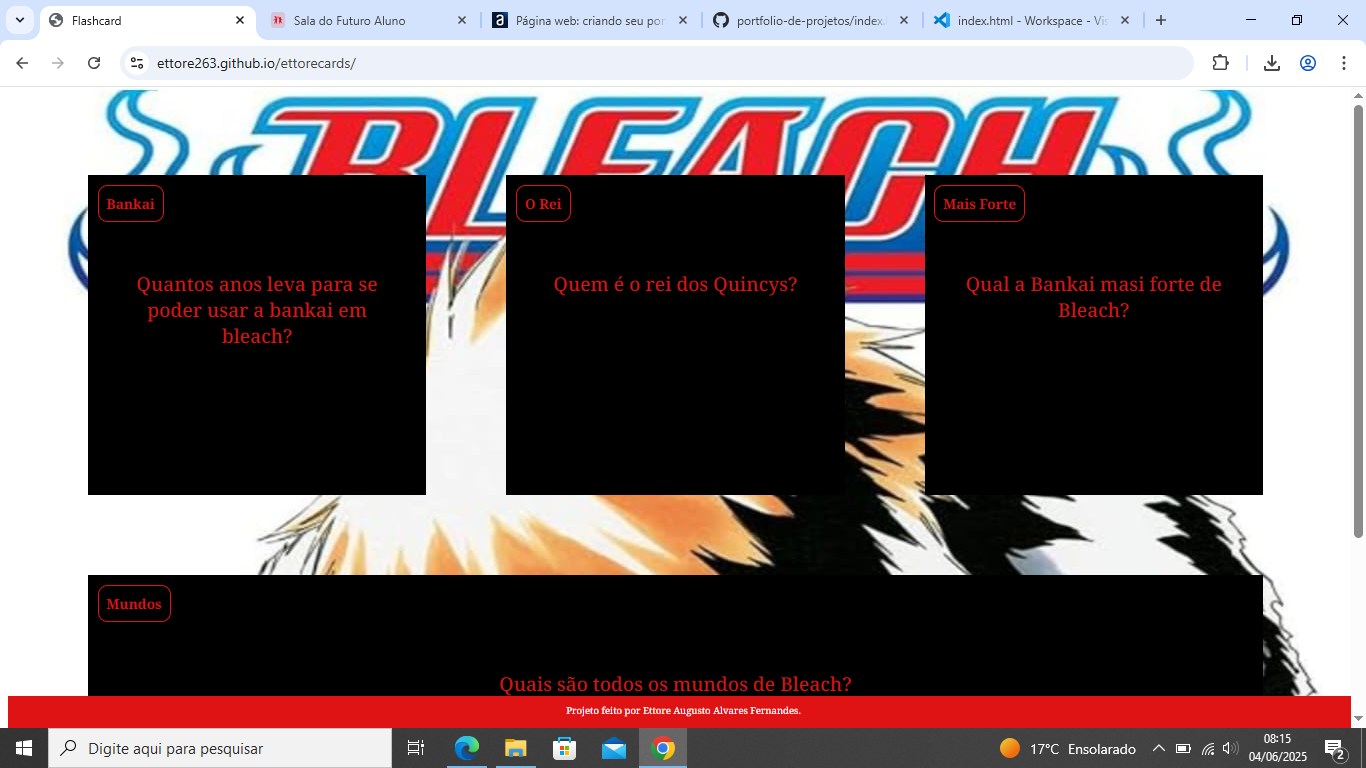 Flashcard
Sala do Futuro Aluno
Página web: criando seu por
portfolio-de-projetos/index.
index.html - Workspace - Vis
ettore263.github.io/ettorecards/
BLEACH
Bankai
Quantos anos leva para se
poder usar a bankai em
bleach?
O Rei
Quem é o rei dos Quincys?
Mais Forte
Qual a Bankai masi forte de
Bleach?
Mundos
Quais são todos os mundos de Bleach?
Projeto feito por Ettore Augusto Alvares Fernandes.
Digite aqui para pesquisar
17°C Ensolarado
08:15
04/06/2025
2